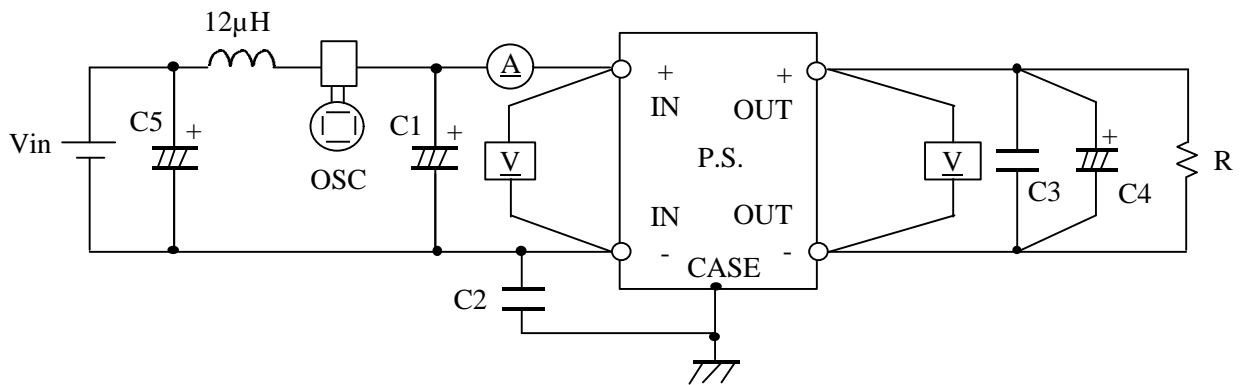 12μH
Vin
C5
+
OSC
C1
+
A
V
+
IN
+
OUT
P.S.
IN
-
OUT
-
CASE
C2
V
C3
+
C4
R